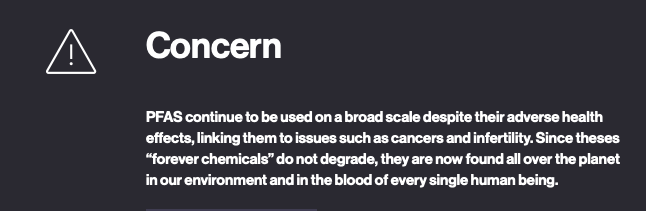 Concern
PFAS continue to be used on a broad scale despite their adverse health
effects, linking them to issues such as cancers and infertility. Since theses
“forever chemicals” do not degrade, they are now found all over the planet
in our environment and in the blood of every single human being.